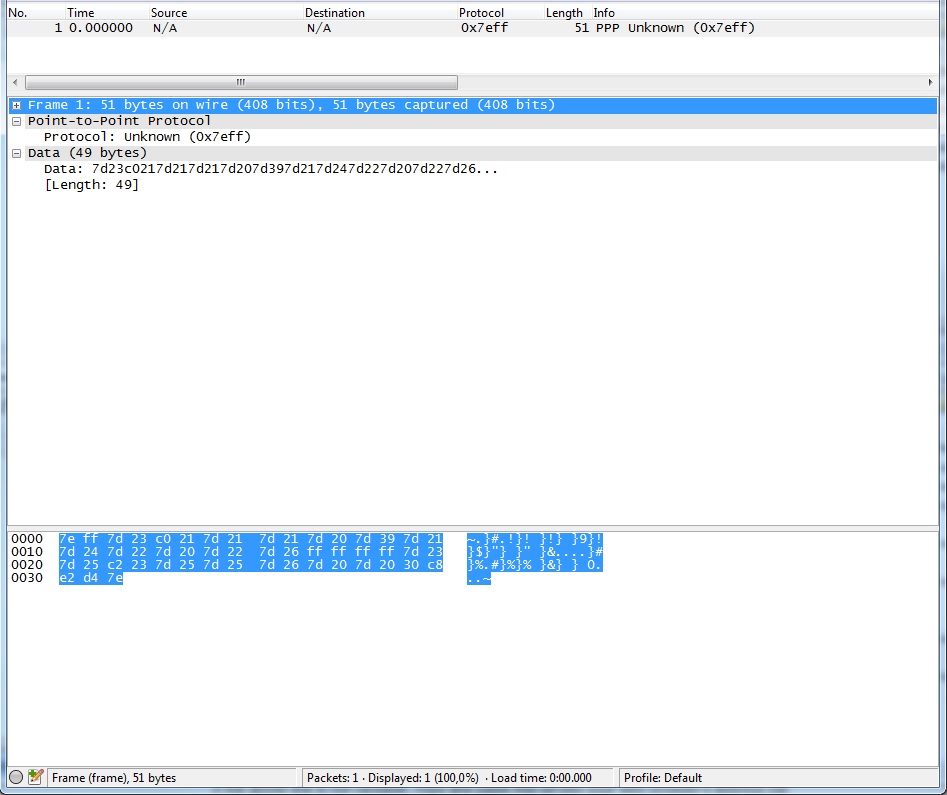 No. Time Source Destination Protocol Length Info
1 0.000000 N/A N/A 0x7eff 51 PPP Unknown (0x7eff)
Frame 1: 51 bytes on wire (408 bits), 51 bytes captured (408 bits)
Point-to-Point Protocol
Protocol: Unknown (0x7eff)
Data (49 bytes)
Data: 7d23c0217d217d217d207d397d217d247d227d207d227d26...
[Length: 49]
0000 7e ff 7d 23 c0 21 7d 21 7d 21 7d 20 7d 39 7d 21 ~.}#.!}! }!} }9}!
0010 7d 24 7d 22 7d 20 7d 22 7d 26 ff ff ff ff 7d 23 }$}"} }" }&....}#
0020 7d 25 c2 23 7d 25 7d 25 7d 26 7d 20 7d 20 30 c8 }%.#}%}% }&} } 0.
0030 e2 d4 7e ..~
Frame (frame), 51 bytes Packets: 1 · Displayed: 1 (100,0%) · Load time: 0:00.000 Profile: Default